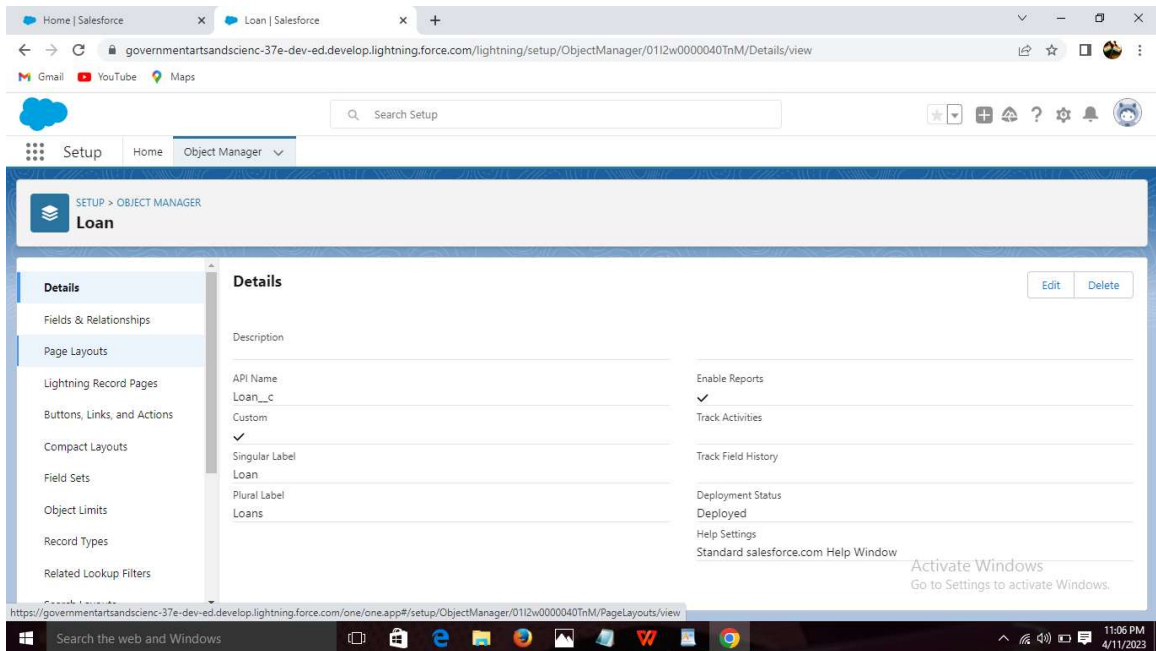 Home | Salesforce
Loan | Salesforce
governmentartsandscienc-37e-dev-ed.develop.lightning.force.com/lightning/setup/ObjectManager/01I2w0000040TnM/Details/view
Gmail YouTube Maps
Search Setup
Setup Home Object Manager
SETUP > OBJECT MANAGER
Loan
Details
Fields & Relationships
Page Layouts
Lightning Record Pages
Buttons, Links, and Actions
Compact Layouts
Field Sets
Object Limits
Record Types
Related Lookup Filters
Search Layouts
Details
Edit Delete
Description
API Name
Loan__c
Custom
Singular Label
Loan
Plural Label
Loans
Enable Reports
Track Activities
Track Field History
Deployment Status
Deployed
Help Settings
Standard salesforce.com Help Window
Activate Windows
Go to Settings to activate Windows.
https://governmentartsandscienc-37e-dev-ed.develop.lightning.force.com/one/one.app#/setup/ObjectManager/01I2w0000040TnM/PageLayouts/view
Search the web and Windows
11:06 PM
4/11/2023